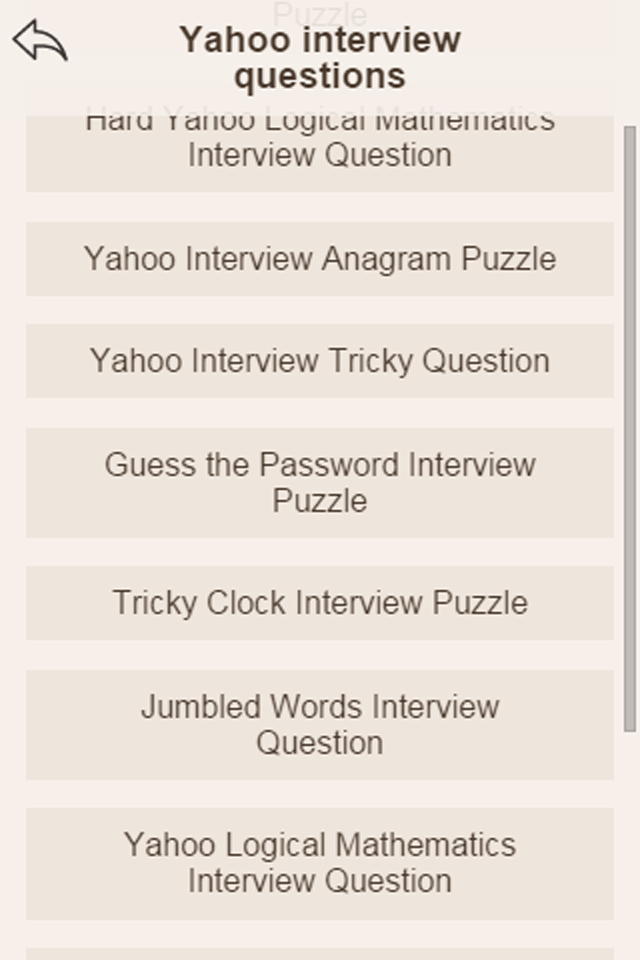 Puzzle
Yahoo interview
questions
Hard Yahoo Logical Mathematics
Interview Question
Yahoo Interview Anagram Puzzle
Yahoo Interview Tricky Question
Guess the Password Interview
Puzzle
Tricky Clock Interview Puzzle
Jumbled Words Interview
Question
Yahoo Logical Mathematics
Interview Question